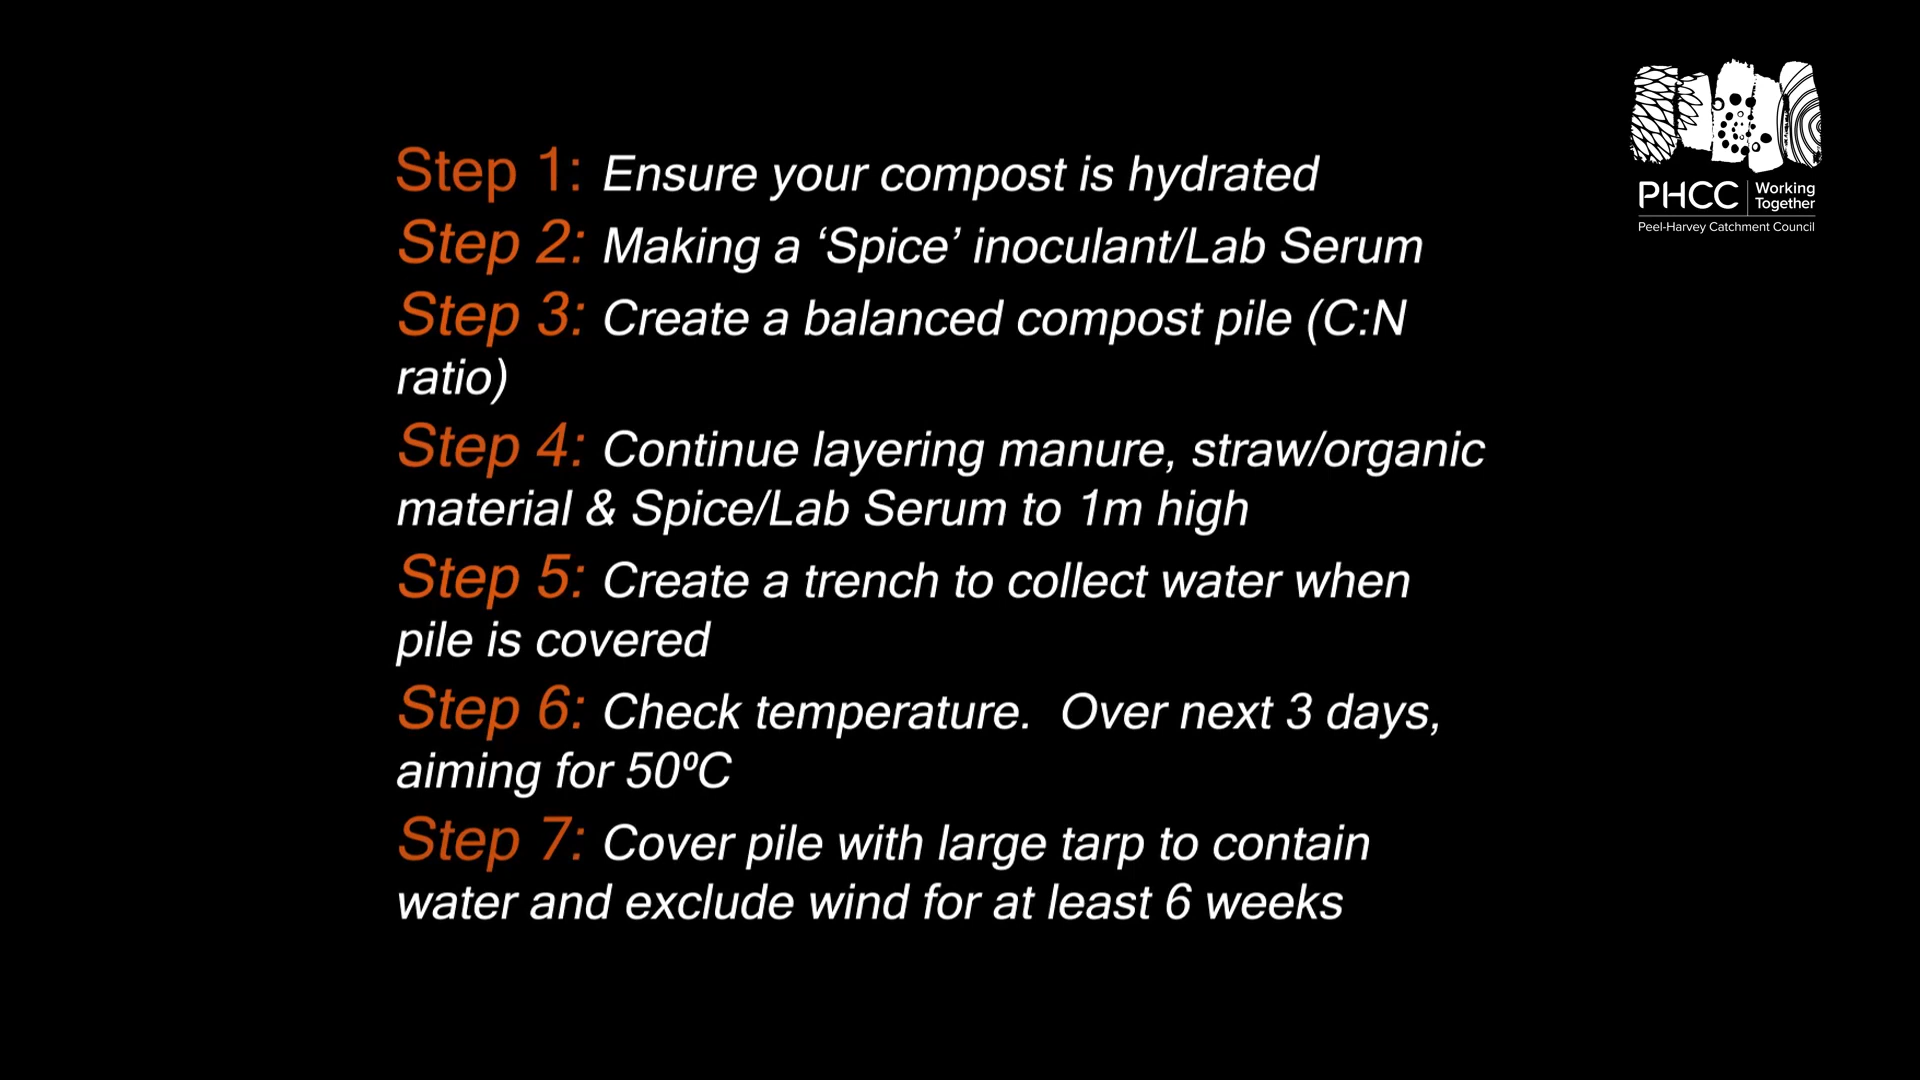 Step 1: Ensure your compost is hydrated
Step 2: Making a ‘Spice’ inoculant/Lab Serum
Step 3: Create a balanced compost pile (C:N
ratio)
Step 4: Continue layering manure, straw/organic
material & Spice/Lab Serum to 1m high
Step 5: Create a trench to collect water when
pile is covered
Step 6: Check temperature.  Over next 3 days,
aiming for 50ºC
Step 7: Cover pile with large tarp to contain
water and exclude wind for at least 6 weeks
PHCC
Working
Together
Peel-Harvey Catchment Council